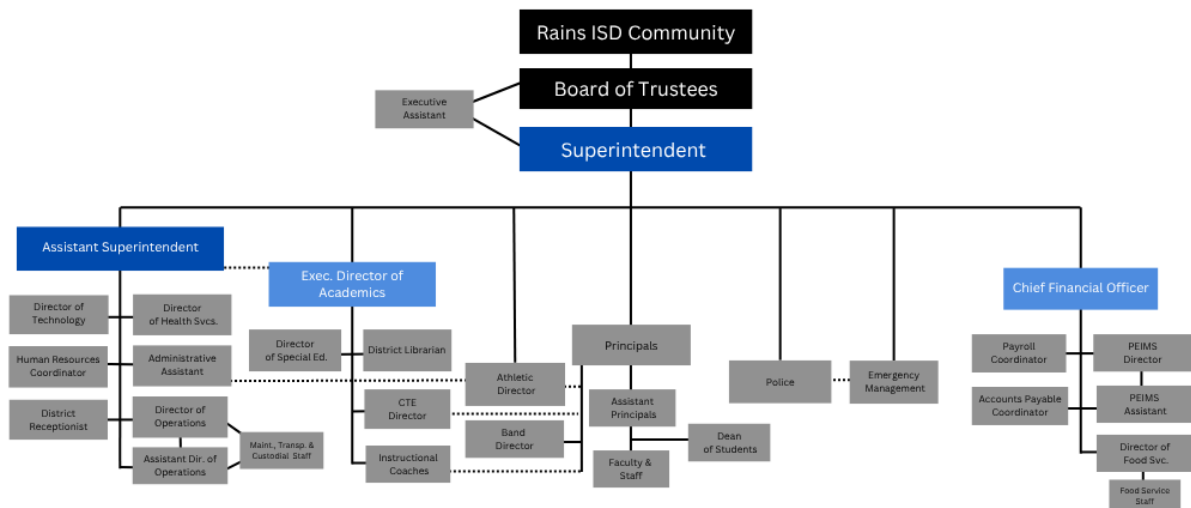 Rains ISD Community
Board of Trustees
Executive
Assistant
Superintendent
Assistant Superintendent
Exec. Director of
Academics
Chief Financial Officer
Director of
Technology
Director
of Health Svcs.
Human Resources
Coordinator
Administrative
Assistant
District
Receptionist
Director of
Operations
Maint., Transp. &
Custodial Staff
Assistant Dir. of
Operations
Director
of Special Ed.
District Librarian
CTE
Director
Instructional
Coaches
Athletic
Director
Band
Director
Principals
Assistant
Principals
Dean
of Students
Faculty &
Staff
Police
Emergency
Management
Payroll
Coordinator
PEIMS
Director
Accounts Payable
Coordinator
PEIMS
Assistant
Director of
Food Svc.
Food Service
Staff